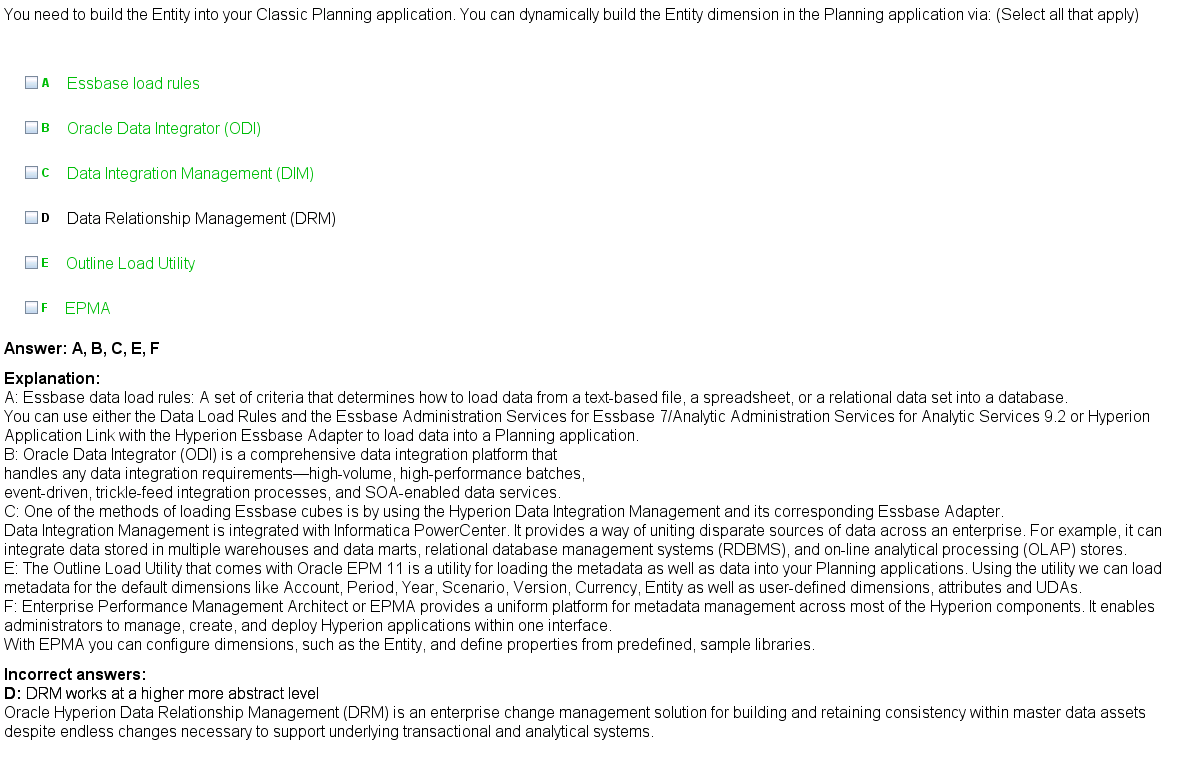 You need to build the Entity into your Classic Planning application. You can dynamically build the Entity dimension in the Planning application via: (Select all that apply)
A Essbase load rules
B Oracle Data Integrator (ODI)
C Data Integration Management (DIM)
D Data Relationship Management (DRM)
E Outline Load Utility
F EPMA
Answer: A, B, C, E, F
Explanation:
A: Essbase data load rules: A set of criteria that determines how to load data from a text-based file, a spreadsheet, or a relational data set into a database.
You can use either the Data Load Rules and the Essbase Administration Services for Essbase 7/Analytic Administration Services for Analytic Services 9.2 or Hyperion
Application Link with the Hyperion Essbase Adapter to load data into a Planning application.
B: Oracle Data Integrator (ODI) is a comprehensive data integration platform that
handles any data integration requirements—high-volume, high-performance batches,
event-driven, trickle-feed integration processes, and SOA-enabled data services.
C: One of the methods of loading Essbase cubes is by using the Hyperion Data Integration Management and its corresponding Essbase Adapter.
Data Integration Management is integrated with Informatica PowerCenter. It provides a way of uniting disparate sources of data across an enterprise. For example, it can
integrate data stored in multiple warehouses and data marts, relational database management systems (RDBMS), and on-line analytical processing (OLAP) stores.
E: The Outline Load Utility that comes with Oracle EPM 11 is a utility for loading the metadata as well as data into your Planning applications. Using the utility we can load
metadata for the default dimensions like Account, Period, Year, Scenario, Version, Currency, Entity as well as user-defined dimensions, attributes and UDAs.
F: Enterprise Performance Management Architect or EPMA provides a uniform platform for metadata management across most of the Hyperion components. It enables
administrators to manage, create, and deploy Hyperion applications within one interface.
With EPMA you can configure dimensions, such as the Entity, and define properties from predefined, sample libraries.
Incorrect answers:
D: DRM works at a higher more abstract level
Oracle Hyperion Data Relationship Management (DRM) is an enterprise change management solution for building and retaining consistency within master data assets
despite endless changes necessary to support underlying transactional and analytical systems.